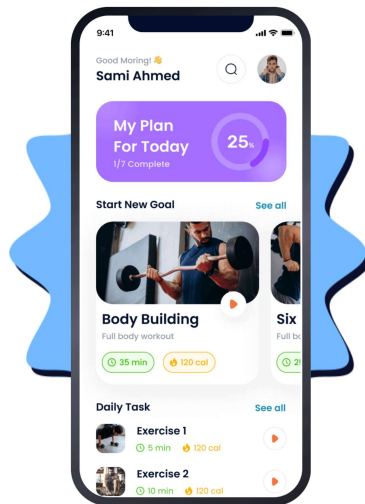 9:41
Good Moring! 👋
Sami Ahmed
My Plan
For Today
1/7 Complete
25%
Start New Goal
See all
Body Building
Full body workout
35 min
120 cal
Six
Daily Task
See all
Exercise 1
5 min
120 cal
Exercise 2
10 min
120 cal